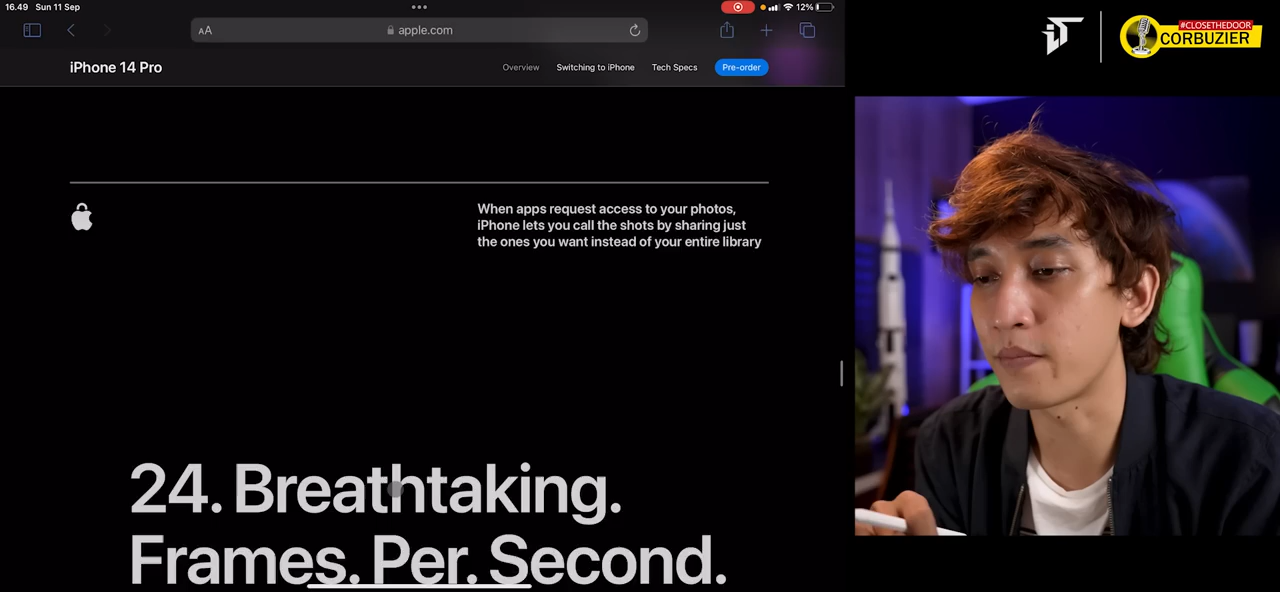 16.49 Sun 11 Sep
12%
AA
apple.com
iPhone 14 Pro
Overview
Switching to iPhone
Tech Specs
Pre-order
When apps request access to your photos,
iPhone lets you call the shots by sharing just
the ones you want instead of your entire library
24. Breathtaking.
Frames. Per. Second.
#CLOSETHEDOOR
CORBUZIER